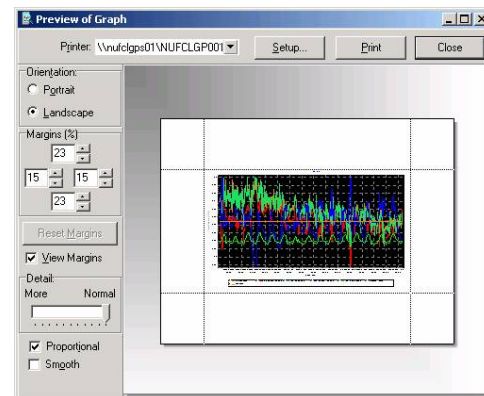 Preview of Graph
Printer: \\nufclgps01\NUFCLGP001 Setup... Print Close
Orientation:
Portrait
Landscape
Margins (%)
23
15 15
23
Reset Margins
View Margins
Detail:
More Normal
Proportional
Smooth